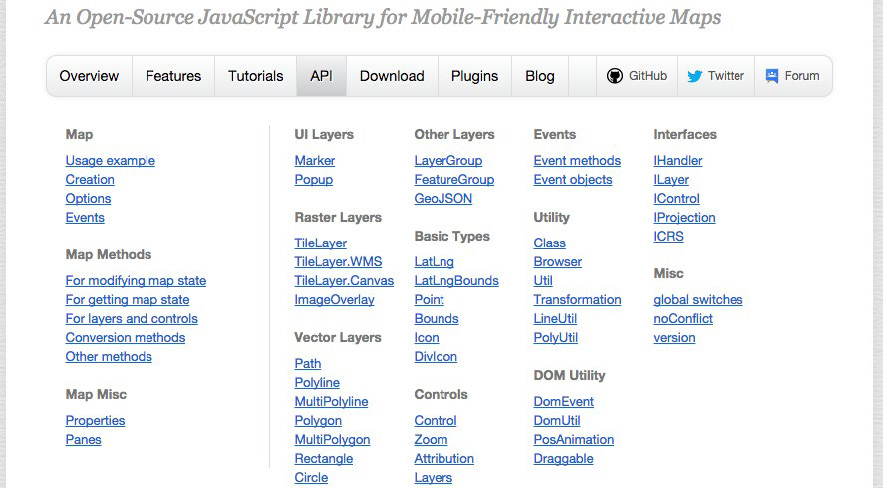 An Open-Source JavaScript Library for Mobile-Friendly Interactive Maps
Overview Features Tutorials API Download Plugins Blog GitHub Twitter Forum
Map
Usage example
Creation
Options
Events
Map Methods
For modifying map state
For getting map state
For layers and controls
Conversion methods
Other methods
Map Misc
Properties
Panes
UI Layers
Marker
Popup
Raster Layers
TileLayer
TileLayer.WMS
TileLayer.Canvas
ImageOverlay
Vector Layers
Path
Polyline
MultiPolyline
Polygon
MultiPolygon
Rectangle
Circle
Other Layers
LayerGroup
FeatureGroup
GeoJSON
Basic Types
LatLng
LatLngBounds
Point
Bounds
Icon
DivIcon
Controls
Control
Zoom
Attribution
Layers
Events
Event methods
Event objects
Utility
Class
Browser
Util
Transformation
LineUtil
PolyUtil
DOM Utility
DomEvent
DomUtil
PosAnimation
Draggable
Interfaces
IHandler
ILayer
IControl
IProjection
ICRS
Misc
global switches
noConflict
version